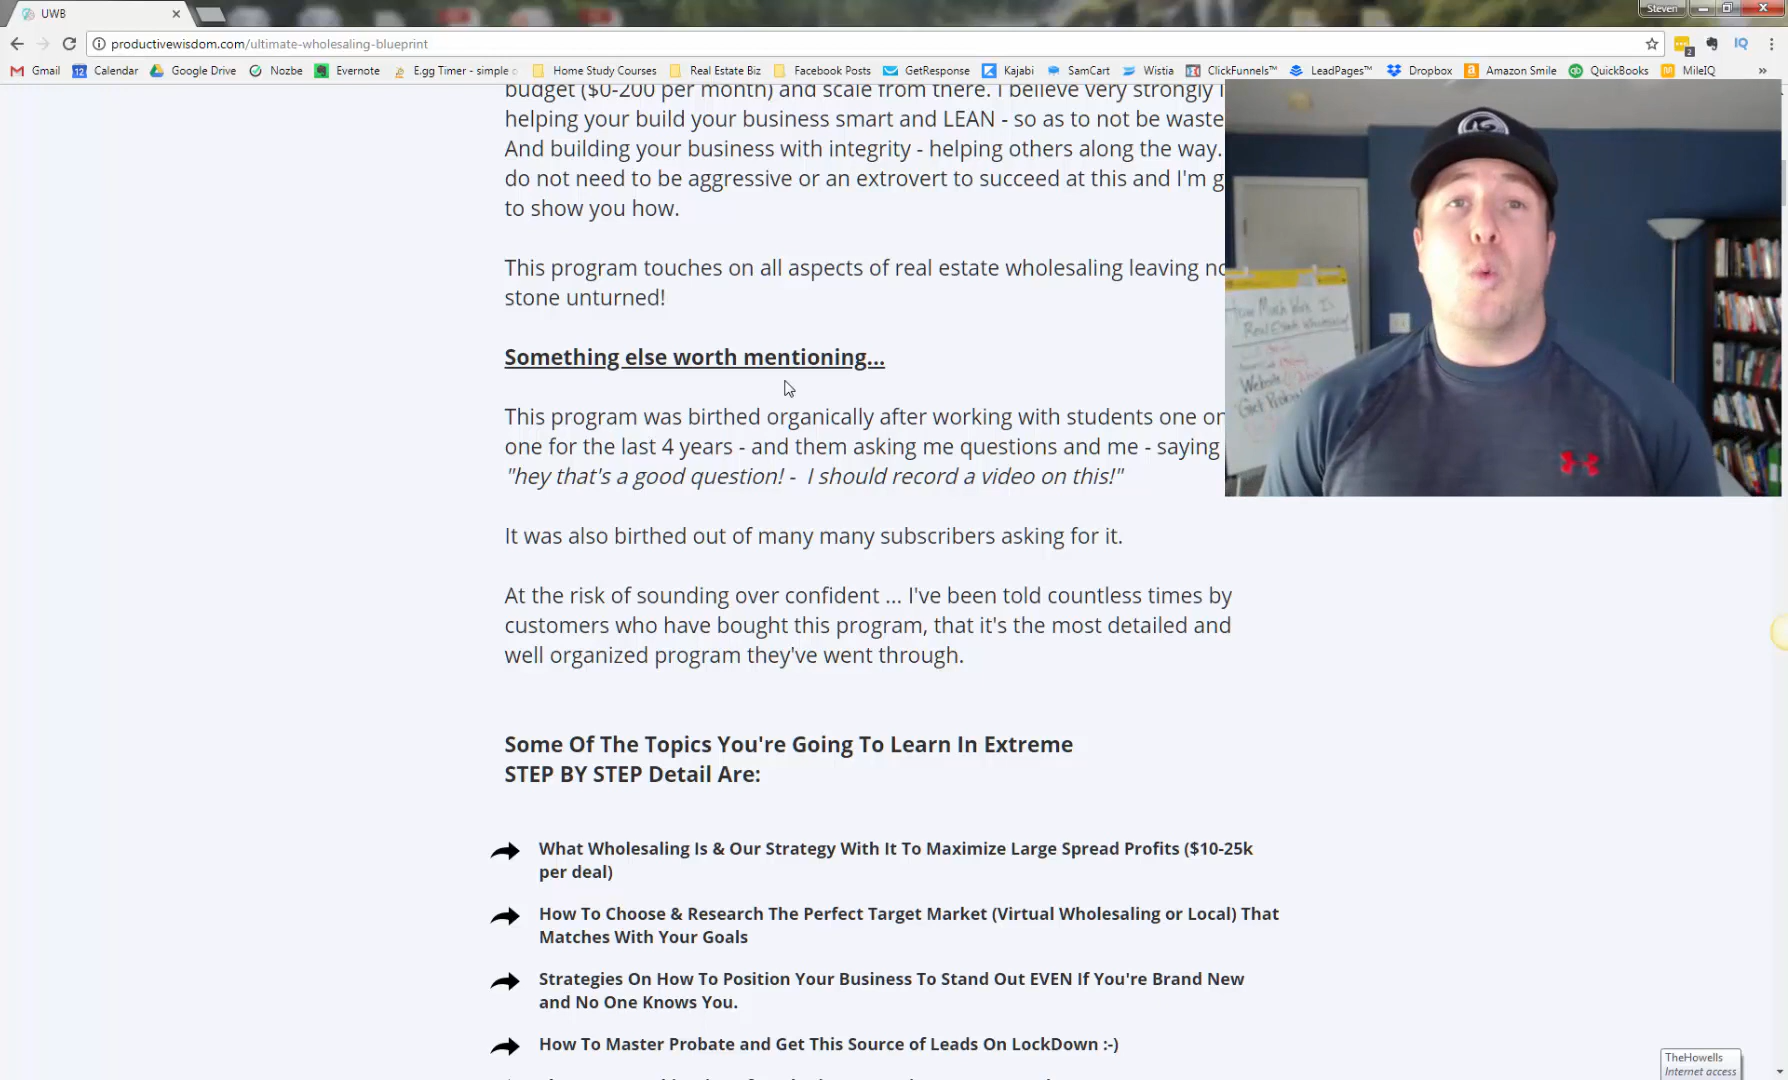 UWB
Steven
productivewisdom.com/ultimate-wholesaling-blueprint
IQ
Gmail Calendar Google Drive Nozbe Evernote E.gg Timer - simple c Home Study Courses Real Estate Biz Facebook Posts GetResponse Kajabi SamCart Wistia ClickFunnels™ LeadPages™ Dropbox Amazon Smile QuickBooks MileIQ »
budget ($0-200 per month) and scale from there. I believe very strongly i
helping your build your business smart and LEAN - so as to not be waste
And building your business with integrity - helping others along the way.
do not need to be aggressive or an extrovert to succeed at this and I'm g
to show you how.
This program touches on all aspects of real estate wholesaling leaving no
stone unturned!
Something else worth mentioning...
This program was birthed organically after working with students one on
one for the last 4 years - and them asking me questions and me - saying
"hey that's a good question! - I should record a video on this!"
It was also birthed out of many many subscribers asking for it.
At the risk of sounding over confident ... I've been told countless times by
customers who have bought this program, that it's the most detailed and
well organized program they've went through.
Some Of The Topics You're Going To Learn In Extreme
STEP BY STEP Detail Are:
What Wholesaling Is & Our Strategy With It To Maximize Large Spread Profits ($10-25k
per deal)
How To Choose & Research The Perfect Target Market (Virtual Wholesaling or Local) That
Matches With Your Goals
Strategies On How To Position Your Business To Stand Out EVEN If You're Brand New
and No One Knows You.
How To Master Probate and Get This Source of Leads On LockDown :-)
How Much Work Is
Real Estate Wholesaling
Website
TheHowells
Internet access